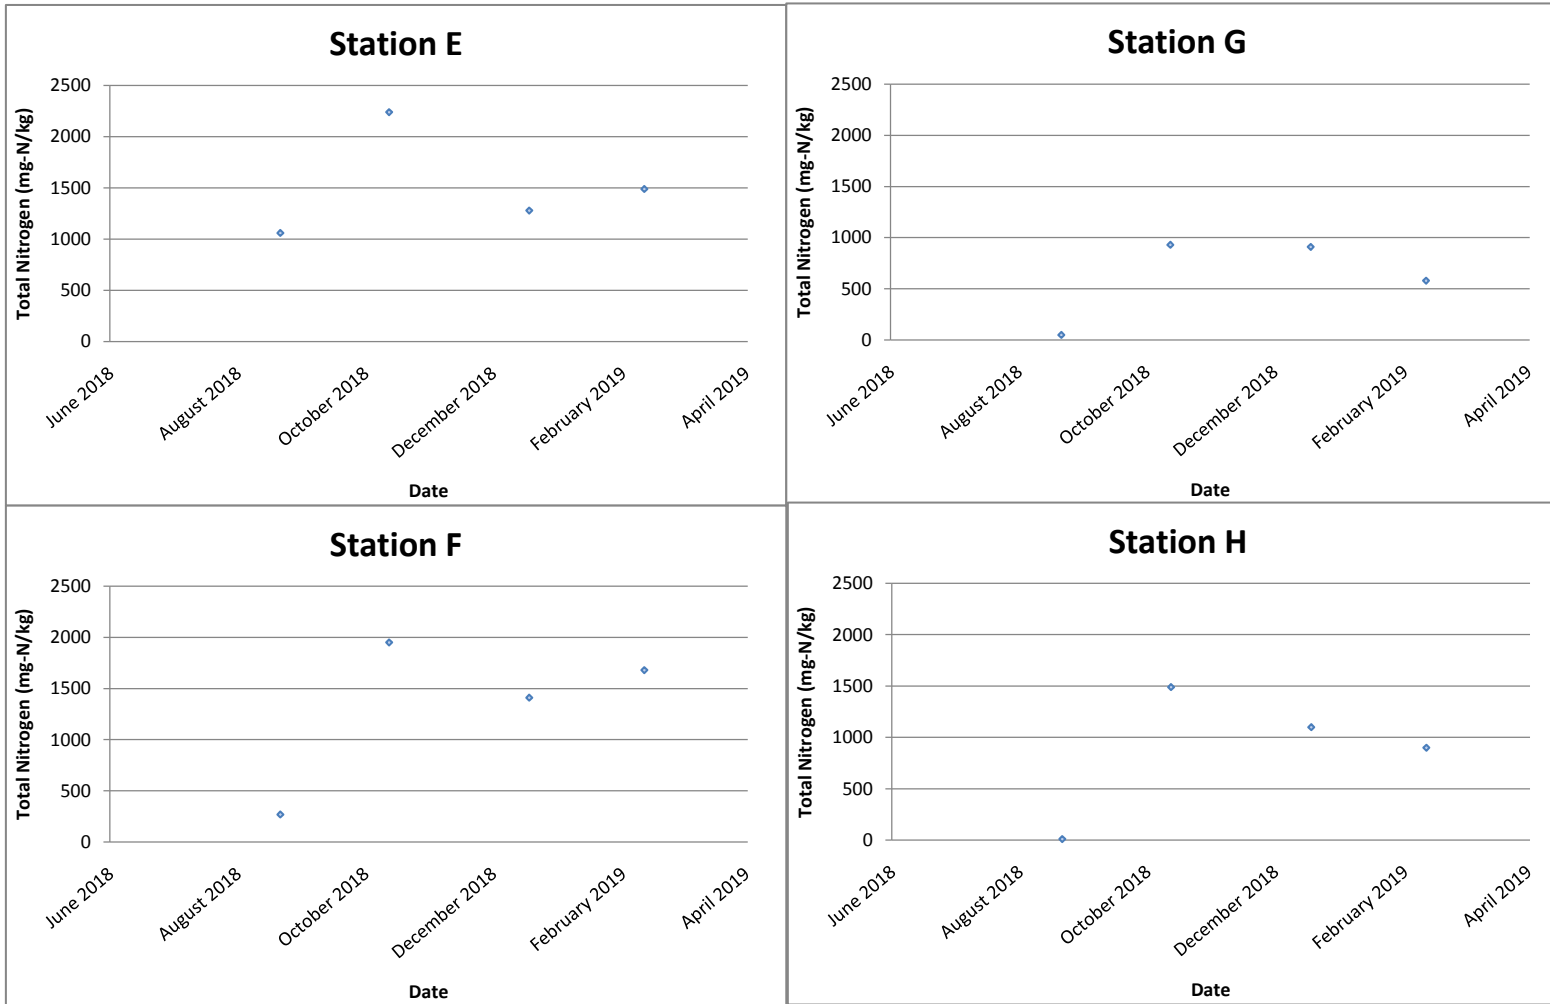 Station E
Total Nitrogen (mg-N/kg)
2500
2000
1500
1000
500
0
June 2018
August 2018
October 2018
December 2018
February 2019
April 2019
Date
Station G
Total Nitrogen (mg-N/kg)
2500
2000
1500
1000
500
0
June 2018
August 2018
October 2018
December 2018
February 2019
April 2019
Date
Station F
Total Nitrogen (mg-N/kg)
2500
2000
1500
1000
500
0
June 2018
August 2018
October 2018
December 2018
February 2019
April 2019
Date
Station H
Total Nitrogen (mg-N/kg)
2500
2000
1500
1000
500
0
June 2018
August 2018
October 2018
December 2018
February 2019
April 2019
Date